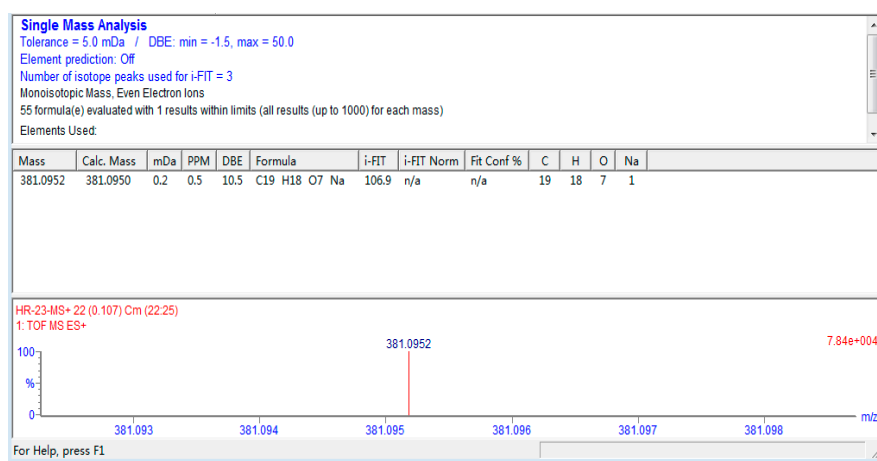 Single Mass Analysis
Tolerance = 5.0 mDa / DBE: min = -1.5, max = 50.0
Element prediction: Off
Number of isotope peaks used for i-FIT = 3
Monoisotopic Mass, Even Electron Ions
55 formula(e) evaluated with 1 results within limits (all results (up to 1000) for each mass)
Elements Used:
Mass Calc. Mass mDa PPM DBE Formula i-FIT i-FIT Norm Fit Conf % C H O Na
381.0952 381.0950 0.2 0.5 10.5 C19 H18 O7 Na 106.9 n/a n/a 19 18 7 1
HR-23-MS+ 22 (0.107) Cm (22:25)
1: TOF MS ES+
7.84e+004
381.0952
100
%
0
m/z
381.093 381.094 381.095 381.096 381.097 381.098
For Help, press F1